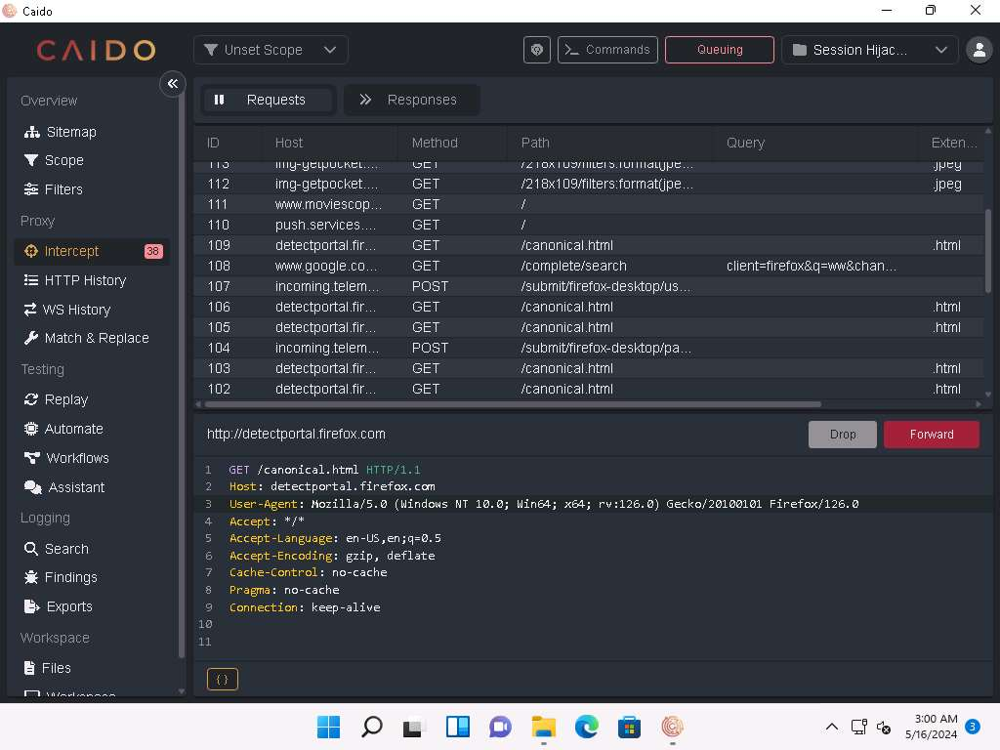 Caido
CAIDO
Unset Scope
Commands
Queuing
Session Hijac...
Overview
Sitemap
Scope
Filters
Proxy
Intercept 38
HTTP History
WS History
Match & Replace
Testing
Replay
Automate
Workflows
Assistant
Logging
Search
Findings
Exports
Workspace
Files
Workspace
Requests
Responses
ID Host Method Path Query Exten...
113 img-getpocket.... GET /218x109/filters:format(jpe... .jpeg
112 img-getpocket.... GET /218x109/filters:format(jpe... .jpeg
111 www.moviescop... GET /
110 push.services.... GET /
109 detectportal.fir... GET /canonical.html .html
108 www.google.co... GET /complete/search client=firefox&q=ww&chan...
107 incoming.telem... POST /submit/firefox-desktop/us...
106 detectportal.fir... GET /canonical.html .html
105 detectportal.fir... GET /canonical.html .html
104 incoming.telem... POST /submit/firefox-desktop/pa...
103 detectportal.fir... GET /canonical.html .html
102 detectportal.fir... GET /canonical.html .html
http://detectportal.firefox.com
Drop
Forward
1 GET /canonical.html HTTP/1.1
2 Host: detectportal.firefox.com
3 User-Agent: Mozilla/5.0 (Windows NT 10.0; Win64; x64; rv:126.0) Gecko/20100101 Firefox/126.0
4 Accept: */*
5 Accept-Language: en-US,en;q=0.5
6 Accept-Encoding: gzip, deflate
7 Cache-Control: no-cache
8 Pragma: no-cache
9 Connection: keep-alive
10
11
{}
3:00 AM
5/16/2024
3